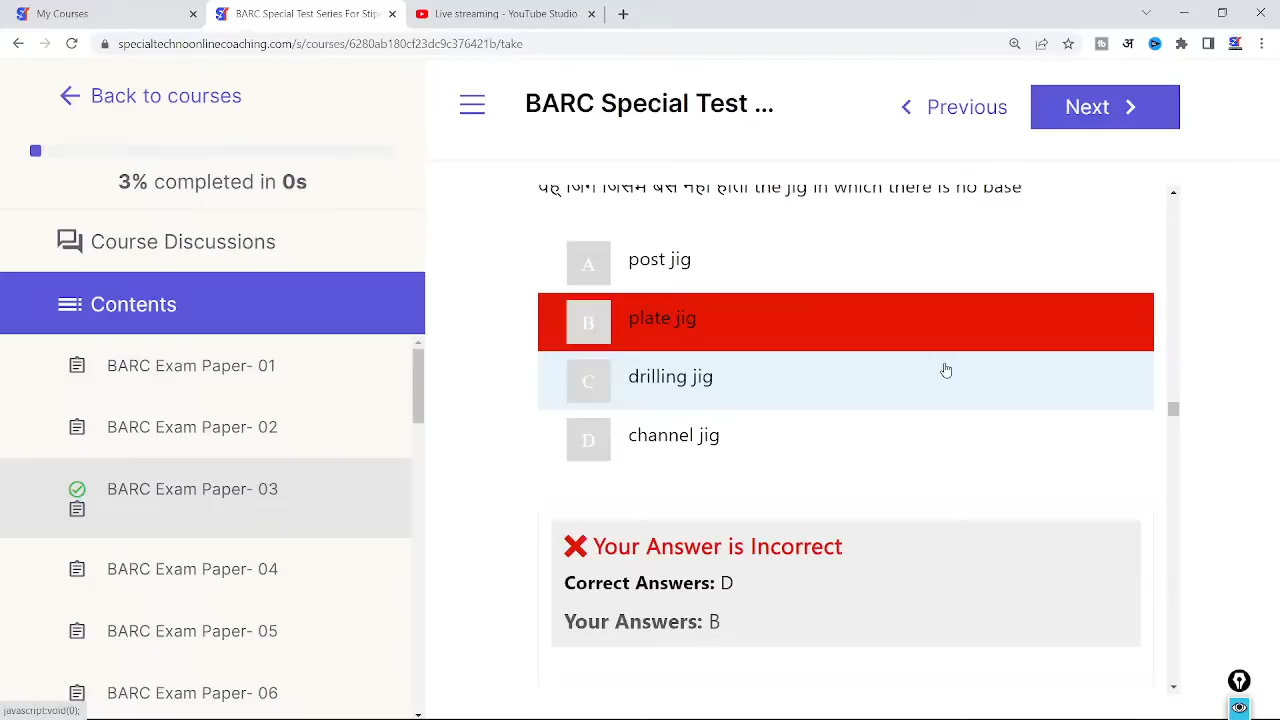 My Courses
BARC Special Test Series For Stip
Live streaming - YouTube Studio
specialtechnoonlinecoaching.com/s/courses/6280ab180cf23dc9c276421b/take
Back to courses
BARC Special Test ...
Previous
Next
3% completed in 0s
Course Discussions
Contents
BARC Exam Paper- 01
BARC Exam Paper- 02
BARC Exam Paper- 03
BARC Exam Paper- 04
BARC Exam Paper- 05
BARC Exam Paper- 06
वह जिग जिसमें बेस नहीं होता the jig in which there is no base
A post jig
B plate jig
C drilling jig
D channel jig
Your Answer is Incorrect
Correct Answers: D
Your Answers: B
javascript:void(0);